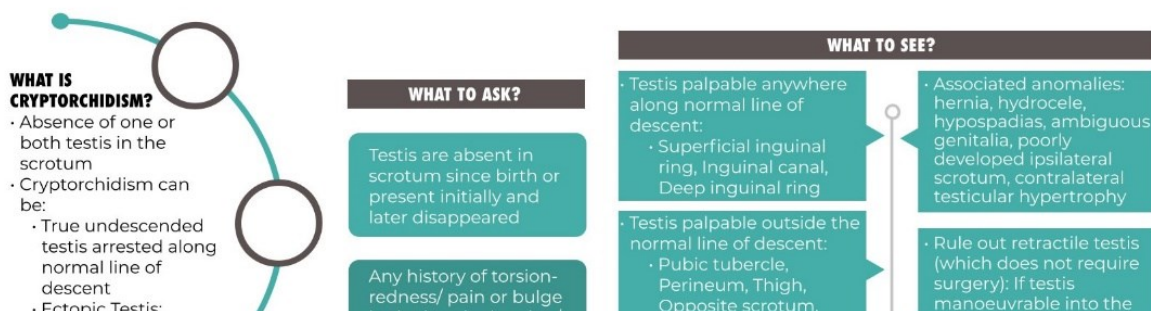 WHAT IS
CRYPTORCHIDISM?
• Absence of one or
both testis in the
scrotum
• Cryptorchidism can
be:
• True undescended
testis arrested along
normal line of
descent
• Ectopic Testis:
WHAT TO ASK?
Testis are absent in
scrotum since birth or
present initially and
later disappeared
Any history of torsion-
redness/ pain or bulge
WHAT TO SEE?
• Testis palpable anywhere
along normal line of
descent:
• Superficial inguinal
ring, Inguinal canal,
Deep inguinal ring
• Testis palpable outside the
normal line of descent:
• Pubic tubercle,
Perineum, Thigh,
Opposite scrotum,
• Associated anomalies:
hernia, hydrocele,
hypospadias, ambiguous
genitalia, poorly
developed ipsilateral
scrotum, contralateral
testicular hypertrophy
• Rule out retractile testis
(which does not require
surgery): If testis
manoeuvrable into the